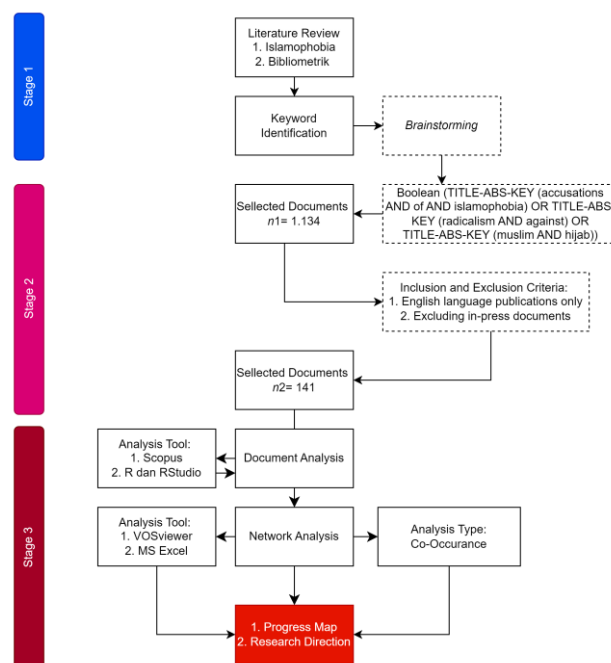 Stage 1
Literature Review
1. Islamophobia
2. Bibliometrik
Keyword
Identification
Brainstorming
Stage 2
Selected Documents
n1= 1.134
Boolean (TITLE-ABS-KEY (accusations
AND of AND islamophobia) OR TITLE-ABS-
KEY (radicalism AND against) OR
TITLE-ABS-KEY (muslim AND hijab))
Inclusion and Exclusion Criteria:
1. English language publications only
2. Excluding in-press documents
Selected Documents
n2= 141
Stage 3
Analysis Tool:
1. Scopus
2. R dan RStudio
Document Analysis
Analysis Tool:
1. VOSviewer
2. MS Excel
Network Analysis
Analysis Type:
Co-Occurance
1. Progress Map
2. Research Direction